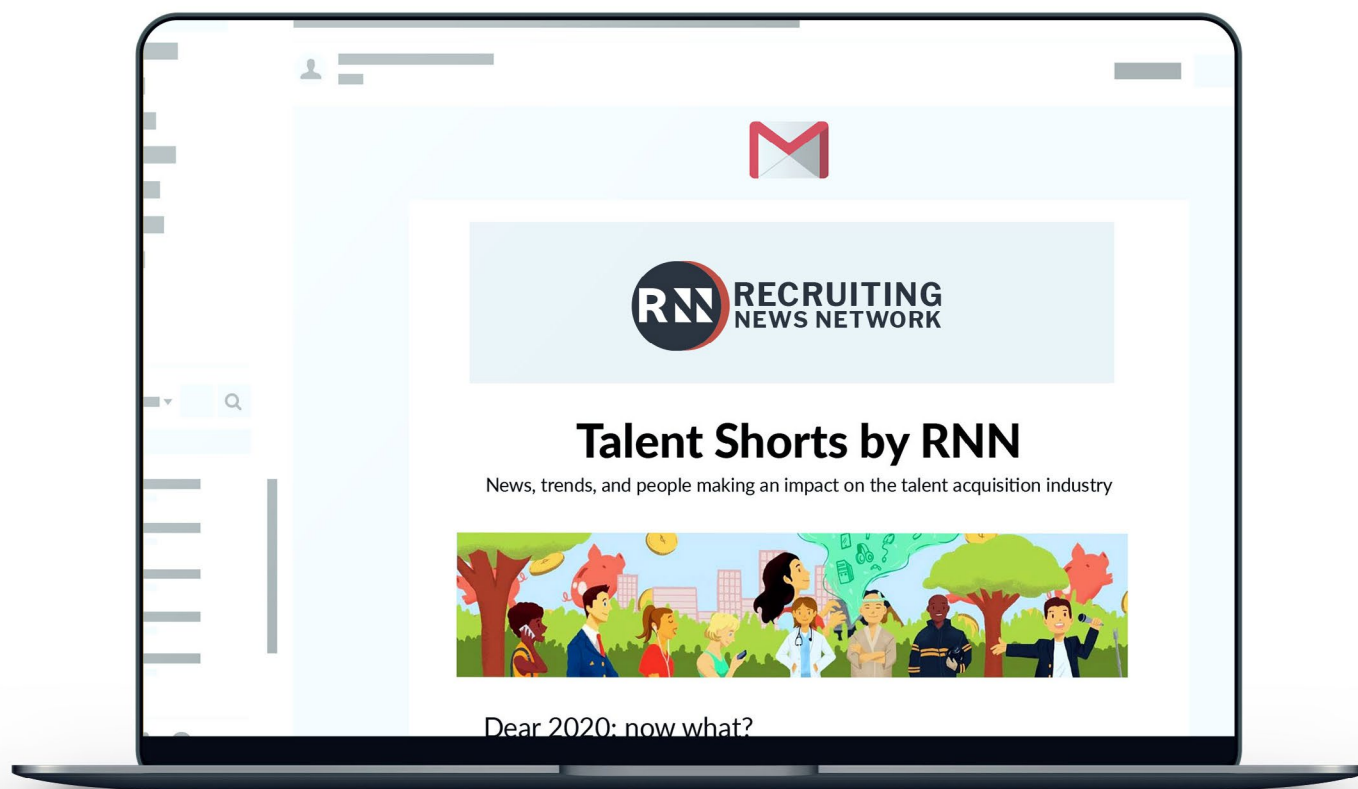 RNN
RECRUITING
NEWS NETWORK
Talent Shorts by RNN
News, trends, and people making an impact on the talent acquisition industry
Dear 2020: now what?